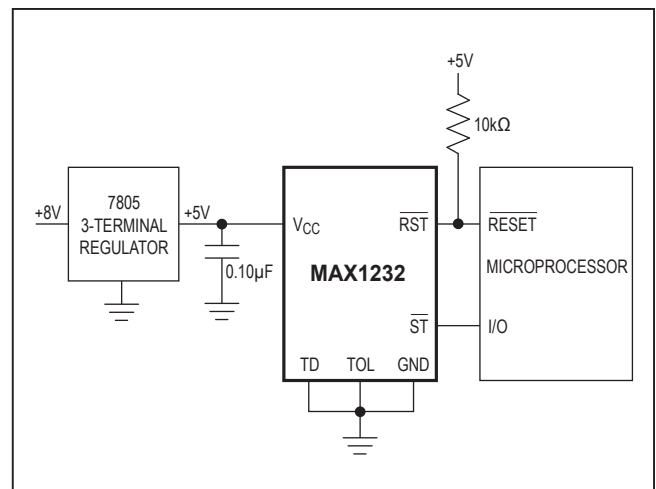 +5V
10kΩ
+8V
7805
3-TERMINAL
REGULATOR
+5V
0.10µF
VCC
RST
MAX1232
ST
TD TOL GND
RESET
MICROPROCESSOR
I/O